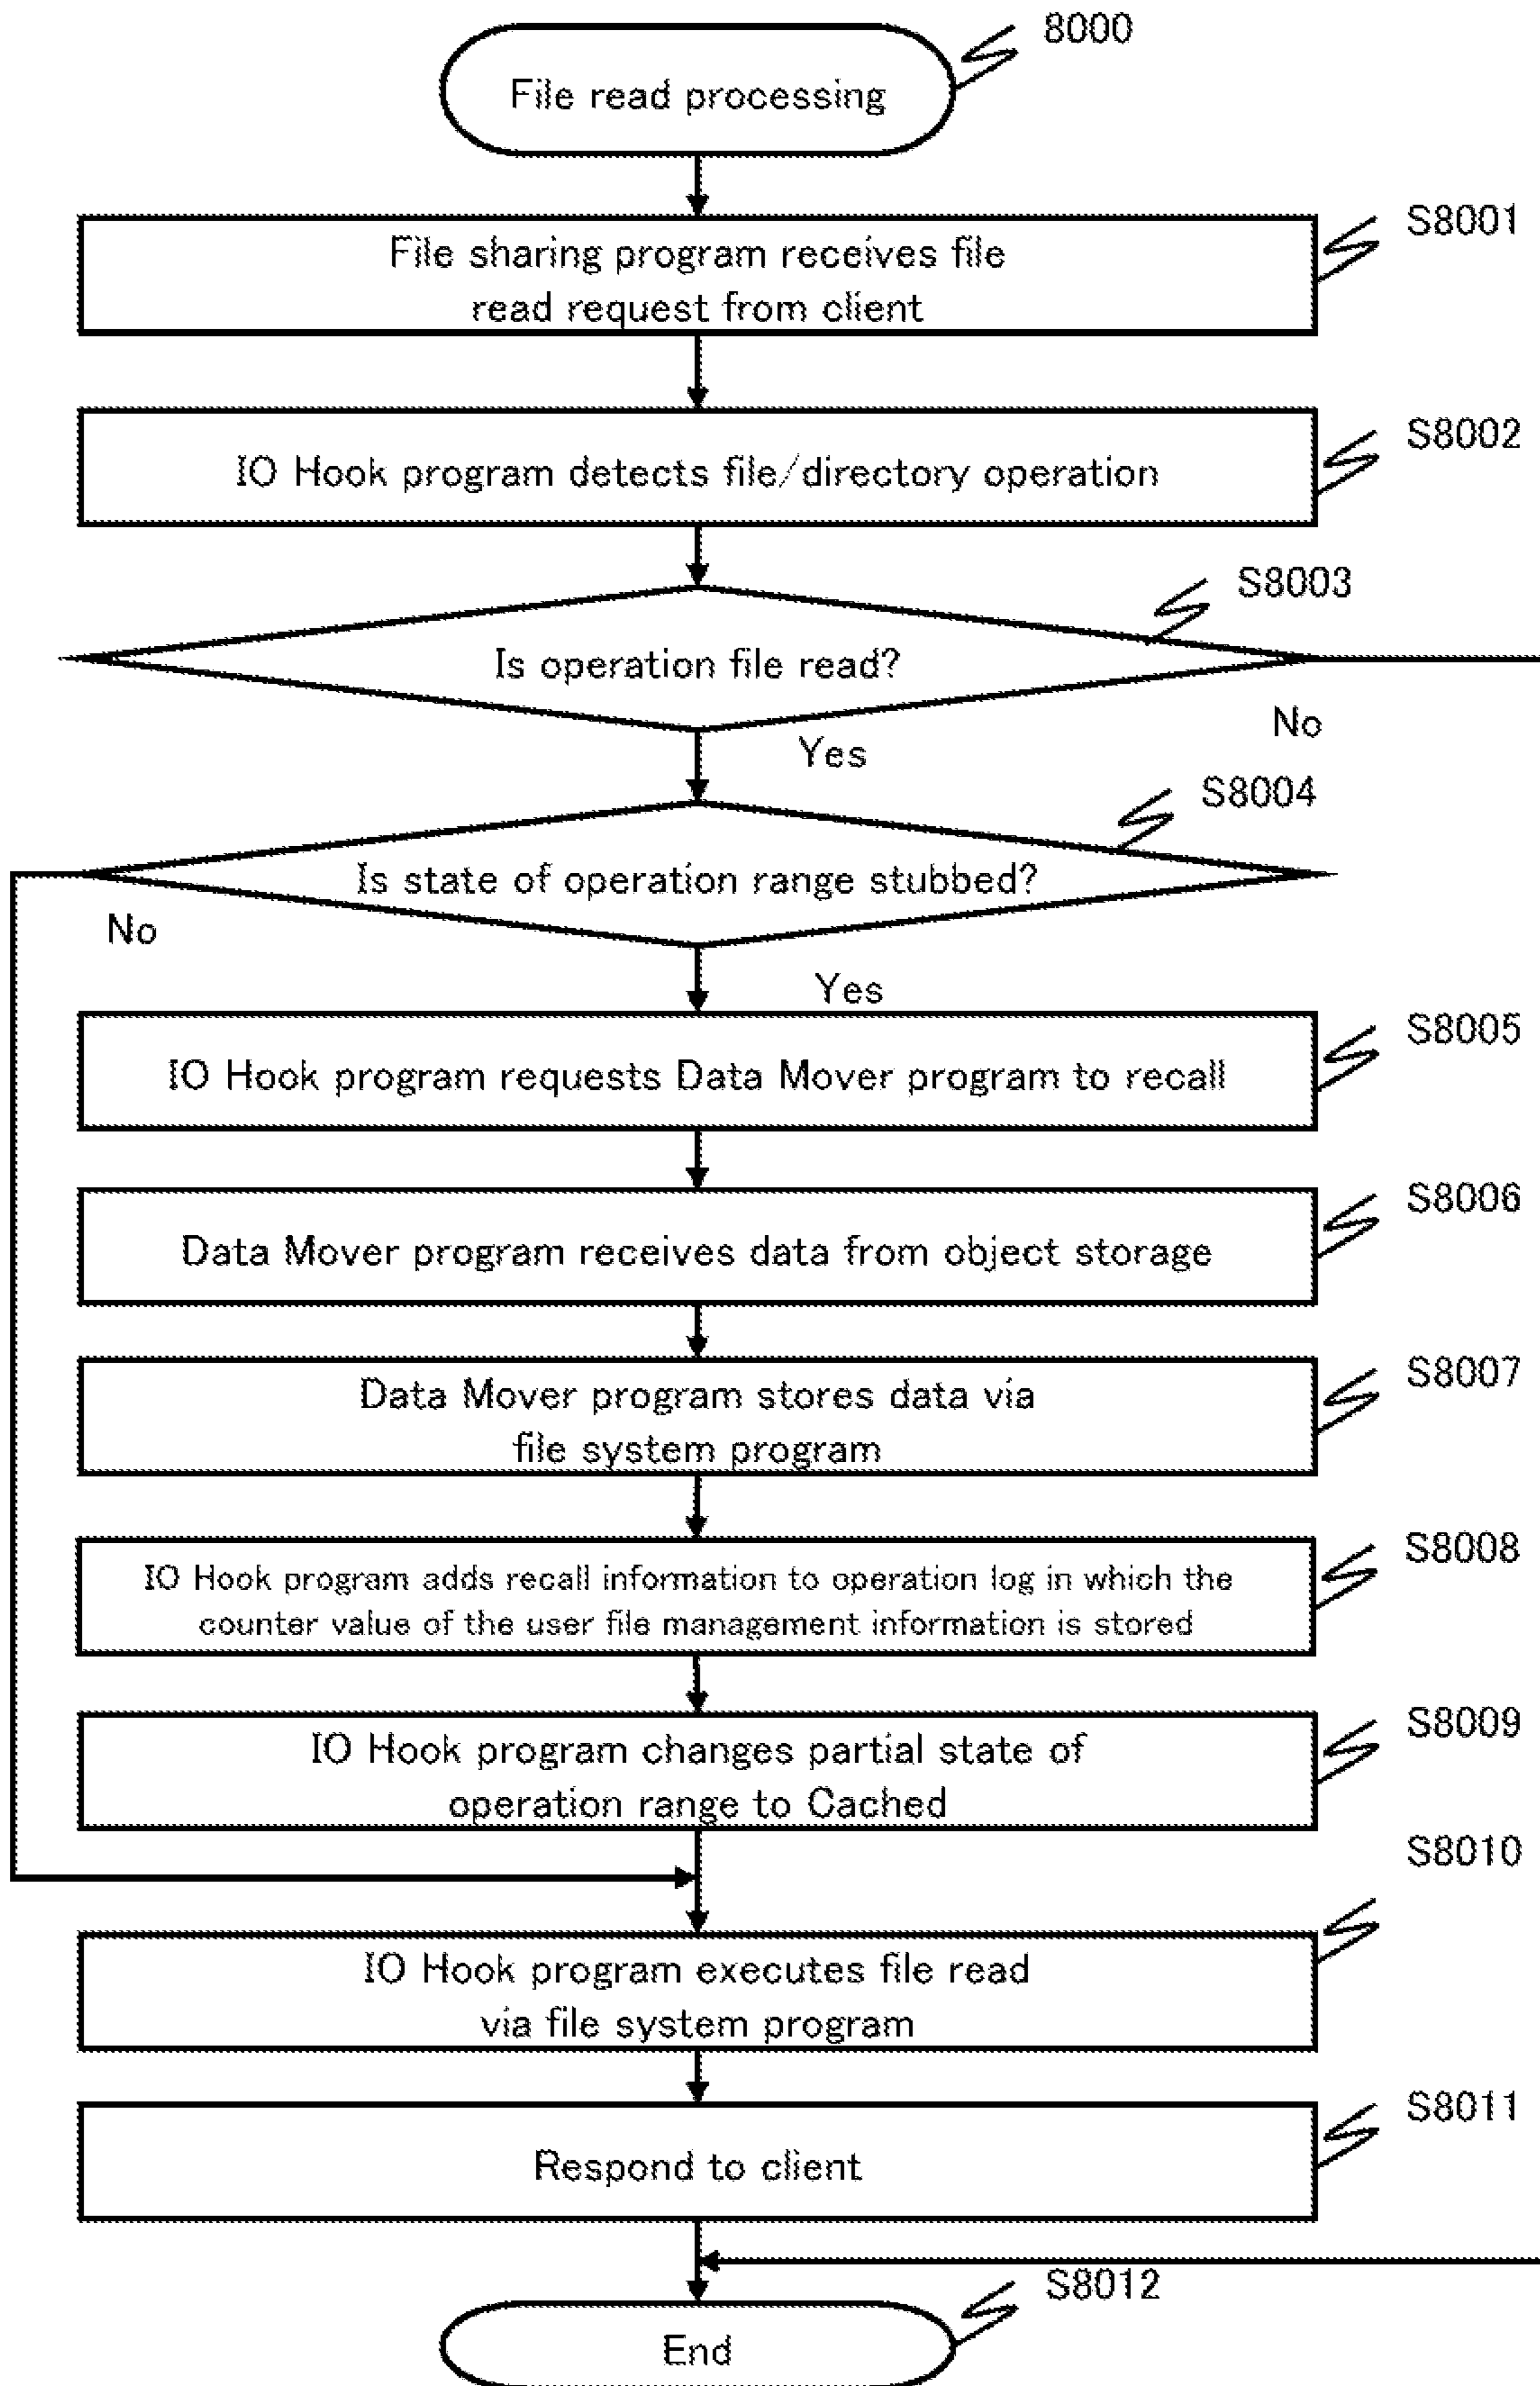 8000
File read processing
S8001
File sharing program receives file
read request from client
S8002
IO Hook program detects file/directory operation
S8003
Is operation file read?
No
Yes
S8004
Is state of operation range stubbed?
No
Yes
S8005
IO Hook program requests Data Mover program to recall
S8006
Data Mover program receives data from object storage
S8007
Data Mover program stores data via
file system program
S8008
IO Hook program adds recall information to operation log in which the
counter value of the user file management information is stored
S8009
IO Hook program changes partial state of
operation range to Cached
S8010
IO Hook program executes file read
via file system program
S8011
Respond to client
S8012
End